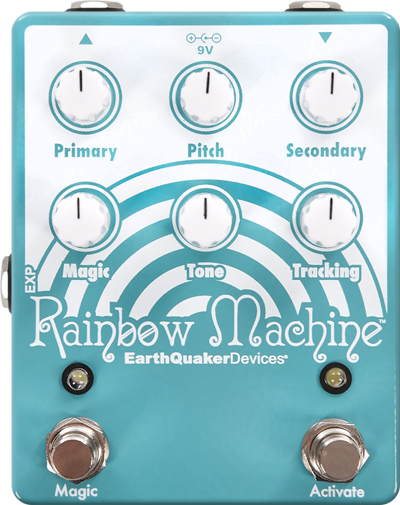 9V
Primary Pitch Secondary
Magic Tone Tracking
EXP
Rainbow Machine™
EarthQuakerDevices®
Magic Activate